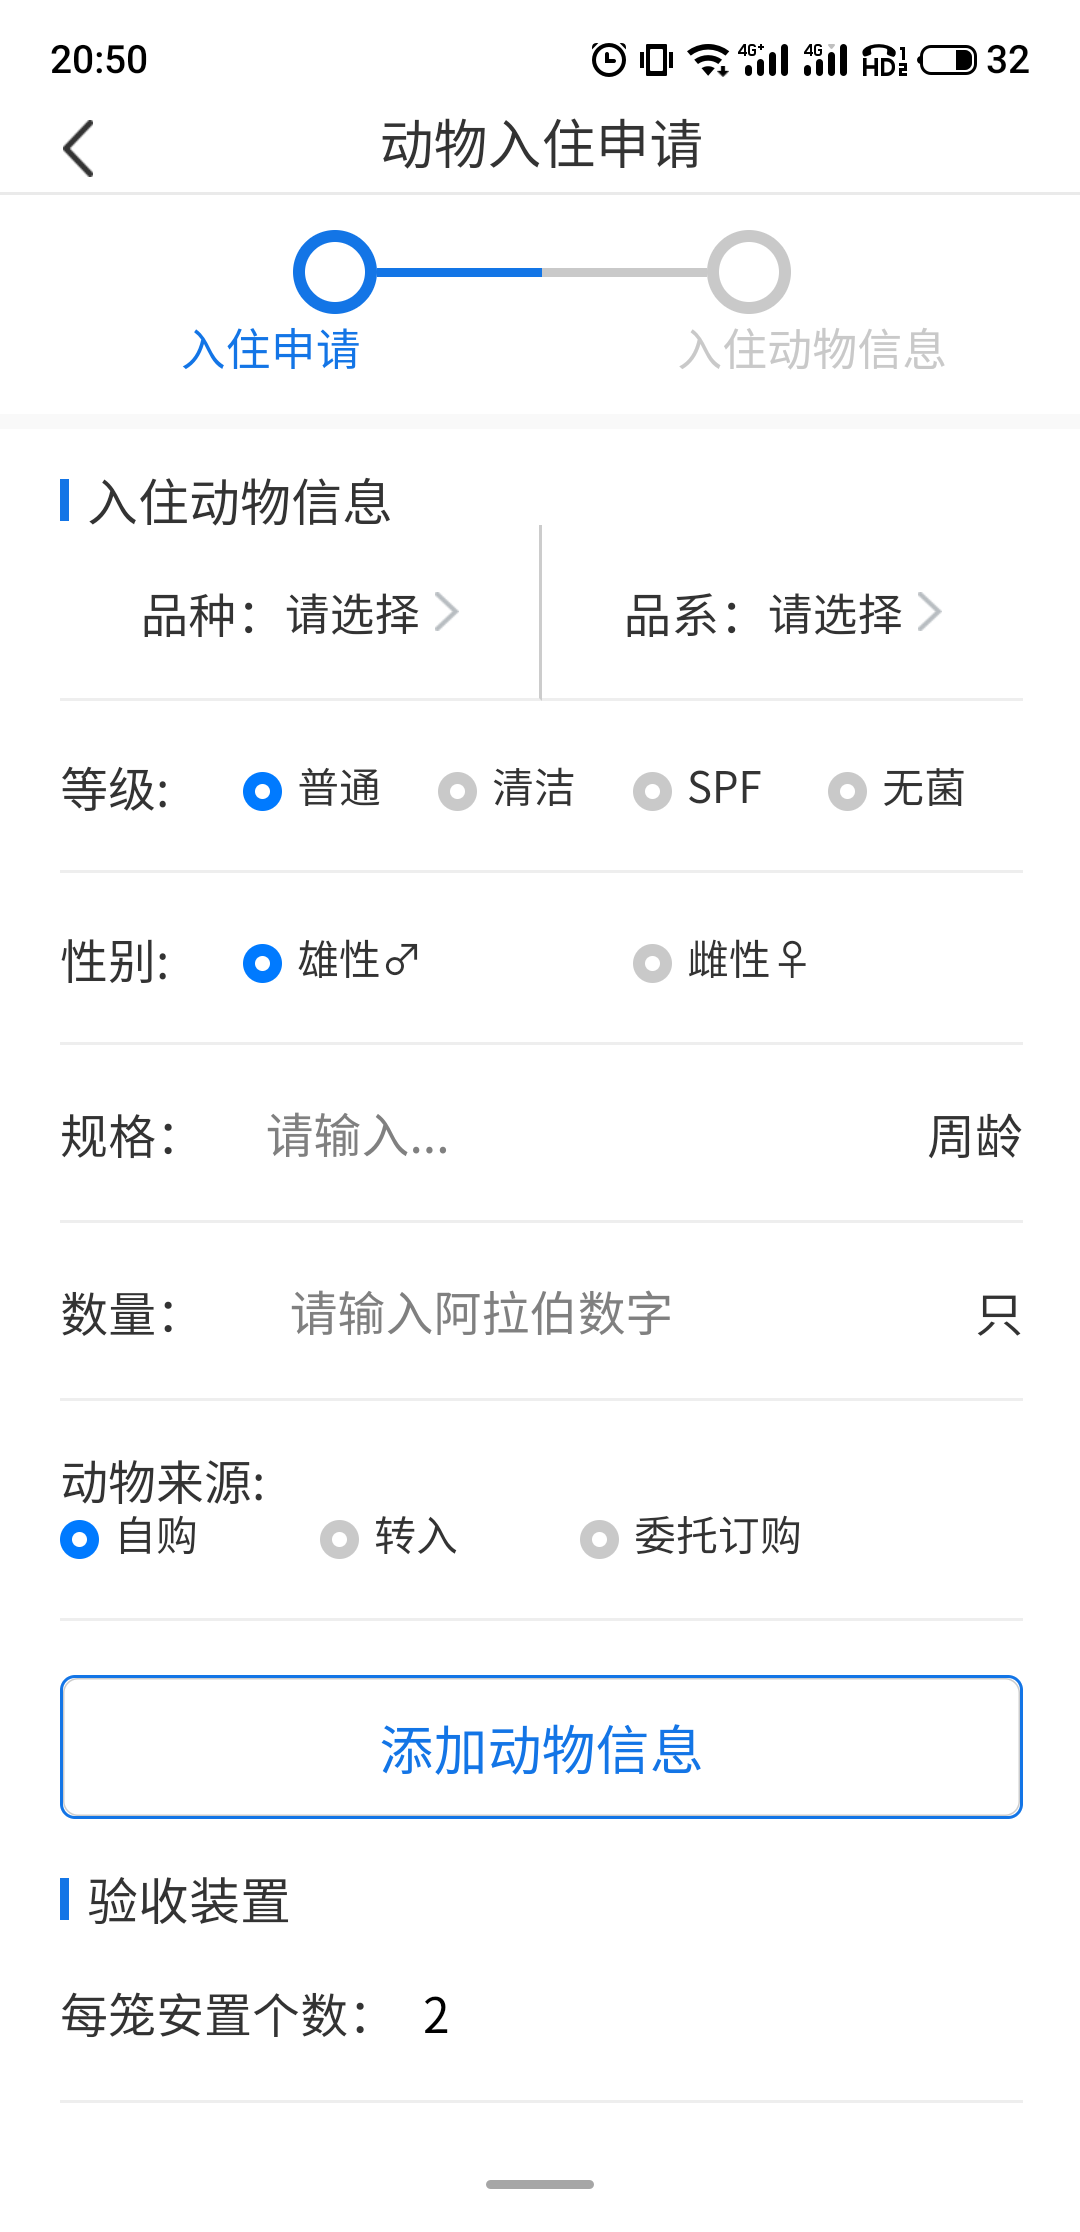 20:50 4G+ 4G HD 1 2 32
动物入住申请
入住申请 入住动物信息
入住动物信息
品种： 请选择 品系： 请选择
等级: 普通 清洁 SPF 无菌
性别: 雄性♂ 雌性♀
规格： 请输入... 周龄
数量： 请输入阿拉伯数字 只
动物来源:
自购 转入 委托订购
添加动物信息
验收装置
每笼安置个数： 2